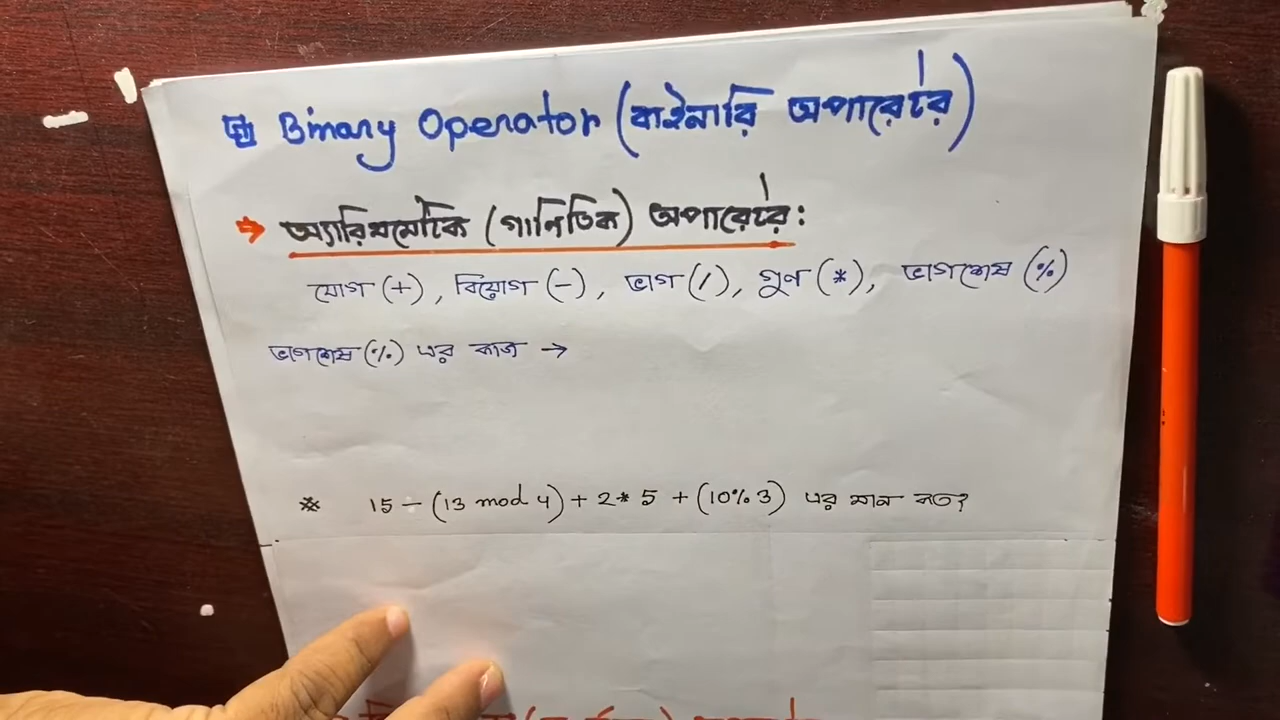 Binary Operator (বাইনারি অপারেটর)
অ্যারিথমেটিক (গানিতিক) অপারেটর:
যোগ (+), বিয়োগ (-), ভাগ (/), গুণ (*), ভাগশেষ (%)
ভাগশেষ (%) এর কাজ →
* 15 - (13 mod 4) + 2 * 5 + (10% 3) এর মান কত?